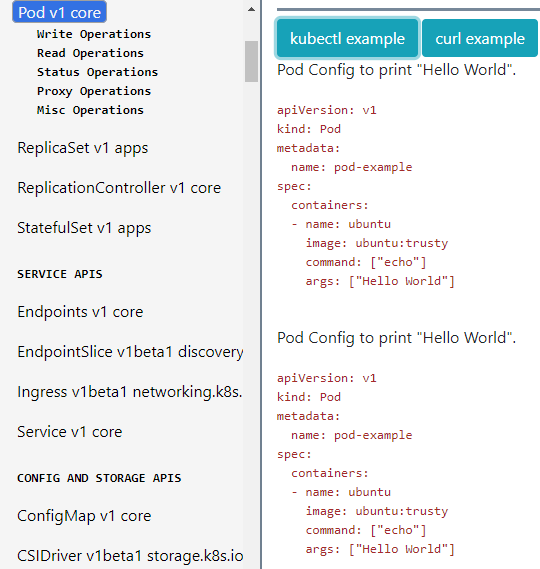 Pod v1 core
Write Operations
Read Operations
Status Operations
Proxy Operations
Misc Operations
ReplicaSet v1 apps
ReplicationController v1 core
StatefulSet v1 apps
SERVICE APIS
Endpoints v1 core
EndpointSlice v1beta1 discovery
Ingress v1beta1 networking.k8s.
Service v1 core
CONFIG AND STORAGE APIS
ConfigMap v1 core
CSIDriver v1beta1 storage.k8s.io
kubectl example
curl example
Pod Config to print "Hello World".
apiVersion: v1
kind: Pod
metadata:
  name: pod-example
spec:
  containers:
  - name: ubuntu
    image: ubuntu:trusty
    command: ["echo"]
    args: ["Hello World"]
Pod Config to print "Hello World".
apiVersion: v1
kind: Pod
metadata:
  name: pod-example
spec:
  containers:
  - name: ubuntu
    image: ubuntu:trusty
    command: ["echo"]
    args: ["Hello World"]